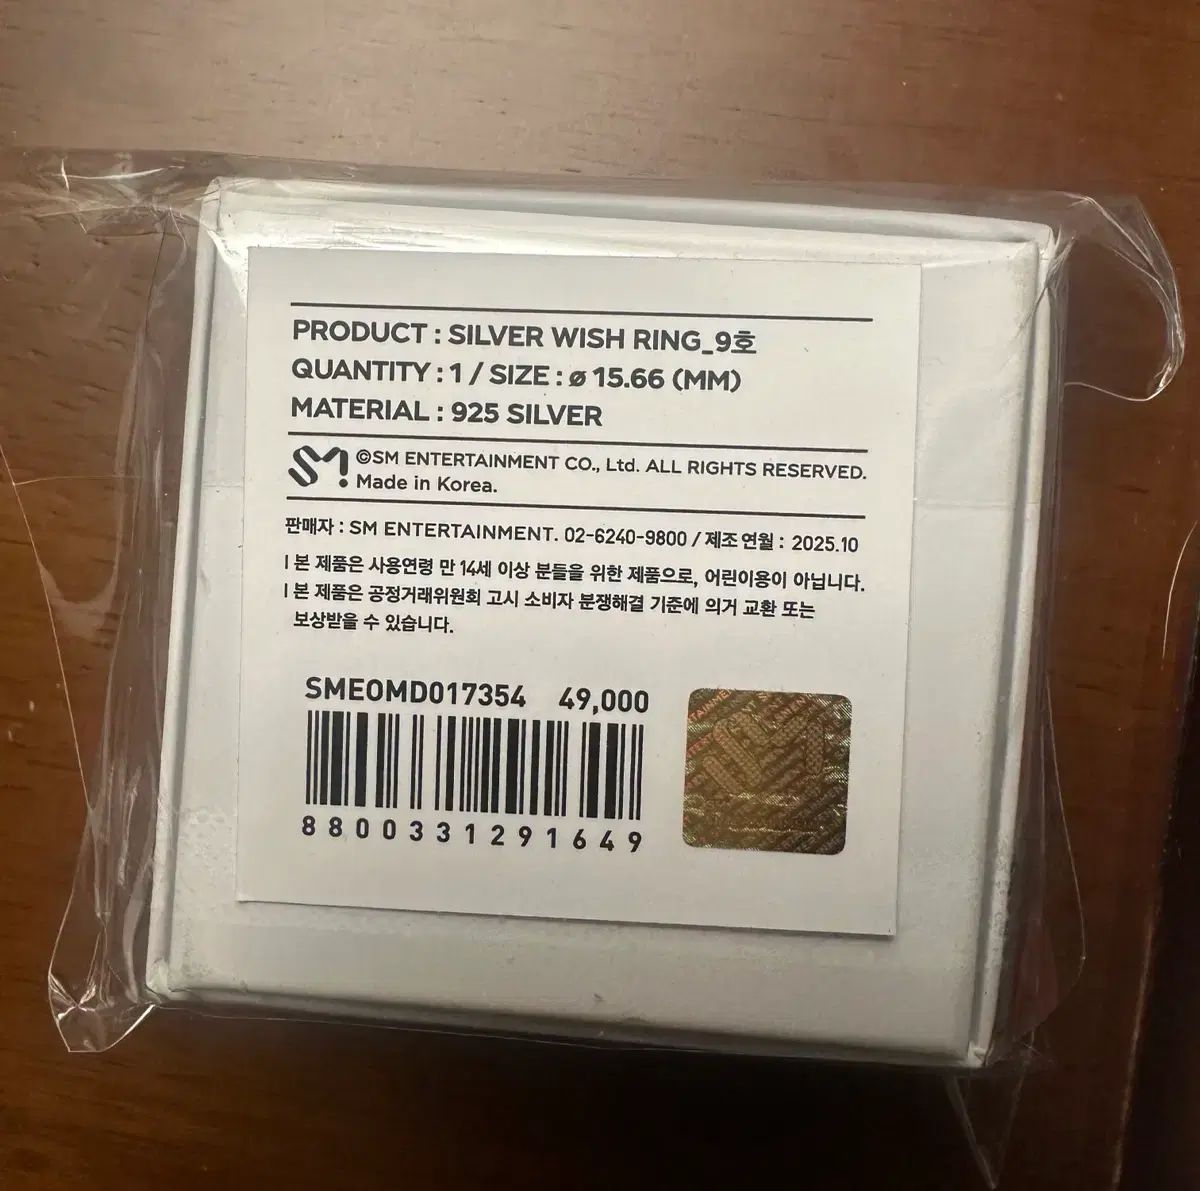 PRODUCT : SILVER WISH RING_9호
QUANTITY : 1 / SIZE : ø 15.66 (MM)
MATERIAL : 925 SILVER
SM ©SM ENTERTAINMENT CO., Ltd. ALL RIGHTS RESERVED.
Made in Korea.
판매자 : SM ENTERTAINMENT. 02-6240-9800 / 제조 연월 : 2025.10
l 본 제품은 사용연령 만 14세 이상 분들을 위한 제품으로, 어린이용이 아닙니다.
l 본 제품은 공정거래위원회 고시 소비자 분쟁해결 기준에 의거 교환 또는
보상받을 수 있습니다.
SMEOMD017354 49,000
8800331291649